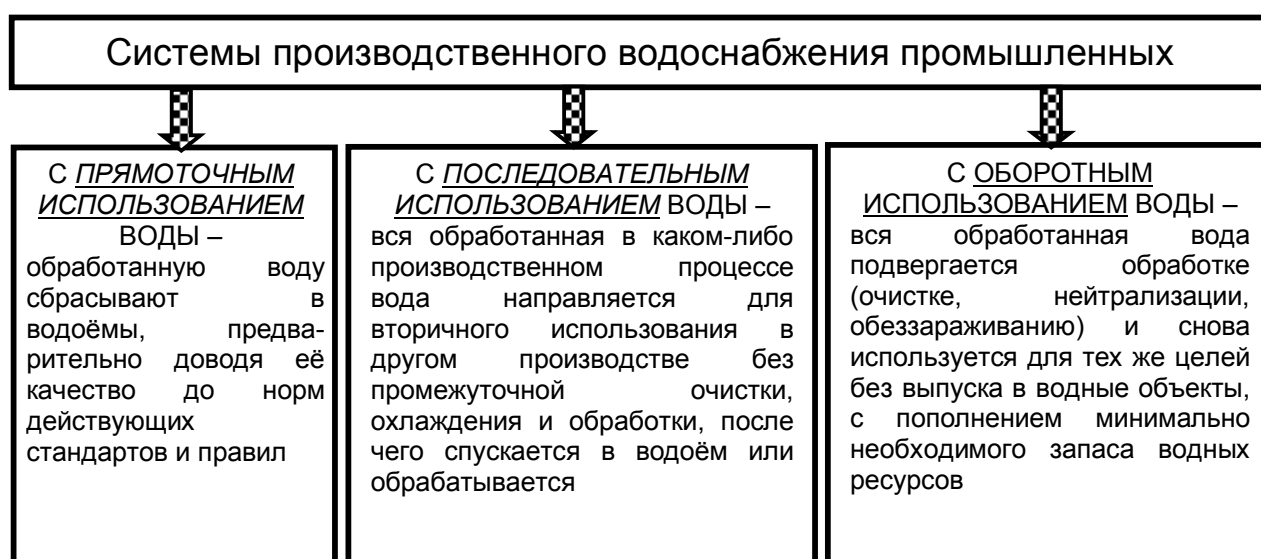 Системы производственного водоснабжения промышленных
С ПРЯМОТОЧНЫМ
ИСПОЛЬЗОВАНИЕМ
ВОДЫ –
обработанную воду
сбрасывают в
водоёмы, предва-
рительно доводя её
качество до норм
действующих
стандартов и правил
С ПОСЛЕДОВАТЕЛЬНЫМ
ИСПОЛЬЗОВАНИЕМ ВОДЫ –
вся обработанная в каком-либо
производственном процессе
вода направляется для
вторичного использования в
другом производстве без
промежуточной очистки,
охлаждения и обработки, после
чего спускается в водоём или
обрабатывается
С ОБОРОТНЫМ
ИСПОЛЬЗОВАНИЕМ ВОДЫ –
вся обработанная вода
подвергается обработке
(очистке, нейтрализации,
обеззараживанию) и снова
используется для тех же целей
без выпуска в водные объекты,
с пополнением минимально
необходимого запаса водных
ресурсов